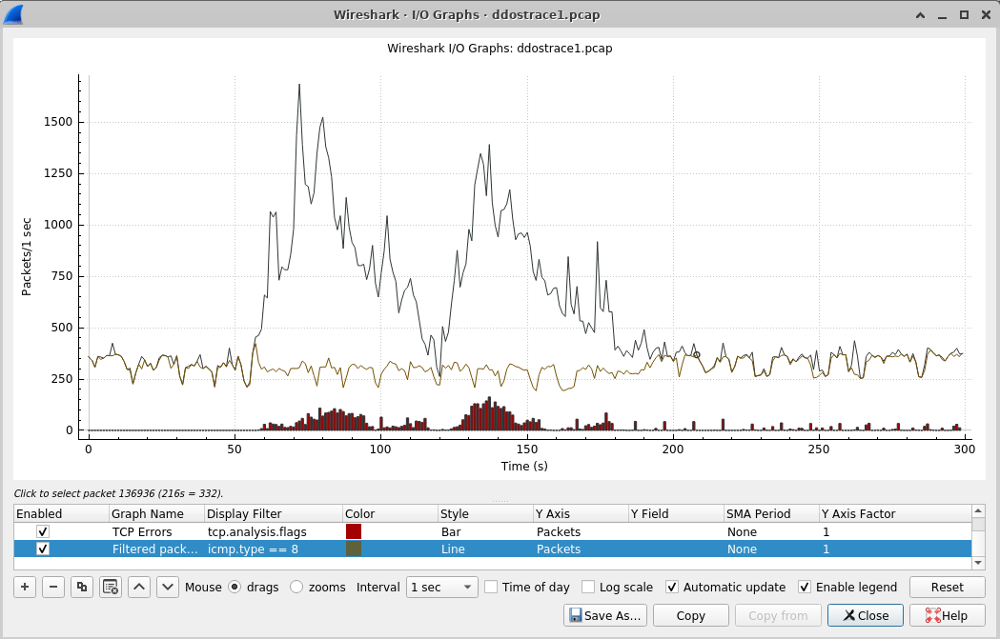 Wireshark · I/O Graphs · ddostrace1.pcap
Wireshark I/O Graphs: ddostrace1.pcap
1500
1250
1000
750
500
250
0
Packets/1 sec
0 50 100 150 200 250 300
Time (s)
Click to select packet 136936 (216s = 332).
Enabled Graph Name Display Filter Color Style Y Axis Y Field SMA Period Y Axis Factor
TCP Errors tcp.analysis.flags Bar Packets None 1
Filtered pack... icmp.type == 8 Line Packets None 1
Mouse drags zooms Interval 1 sec Time of day Log scale Automatic update Enable legend Reset
Save As... Copy Copy from Close Help